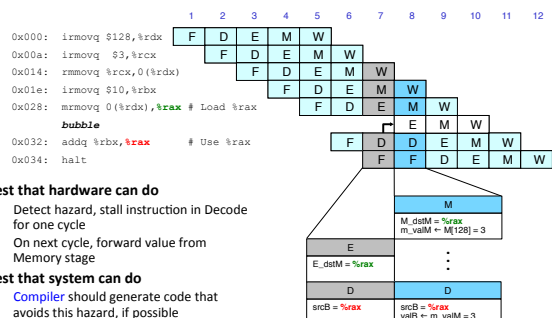 1 2 3 4 5 6 7 8 9 10 11 12
0x000: irmovq $128,%rdx F D E M W
0x00a: irmovq $3,%rcx F D E M W
0x014: rmmovq %rcx,0(%rdx) F D E M W
0x01e: irmovq $10,%rbx F D E M W
0x028: mrmovq 0(%rdx),%rax # Load %rax F D E M W
bubble E M W
0x032: addq %rbx,%rax # Use %rax F D D E M W
0x034: halt F F D E M W
est that hardware can do
Detect hazard, stall instruction in Decode
for one cycle
On next cycle, forward value from
Memory stage
est that system can do
Compiler should generate code that
avoids this hazard, if possible
M
M_dstM = %rax
m_valM ← M[128] = 3
E
E_dstM = %rax
D
srcB = %rax
D
srcB = %rax
valB ← m_valM = 3